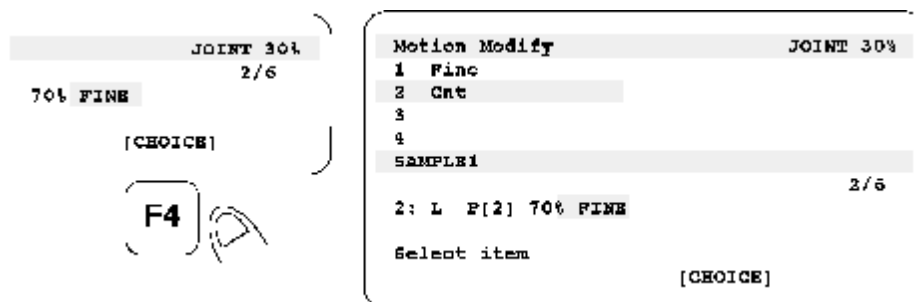 JOINT 30%
2/6
70% FINE
[CHOICE]
F4
Motion Modify JOINT 30%
1 Fine
2 Cnt
3
4
SAMPLE1
2/6
2: L P[2] 70% FINE
Select item
[CHOICE]